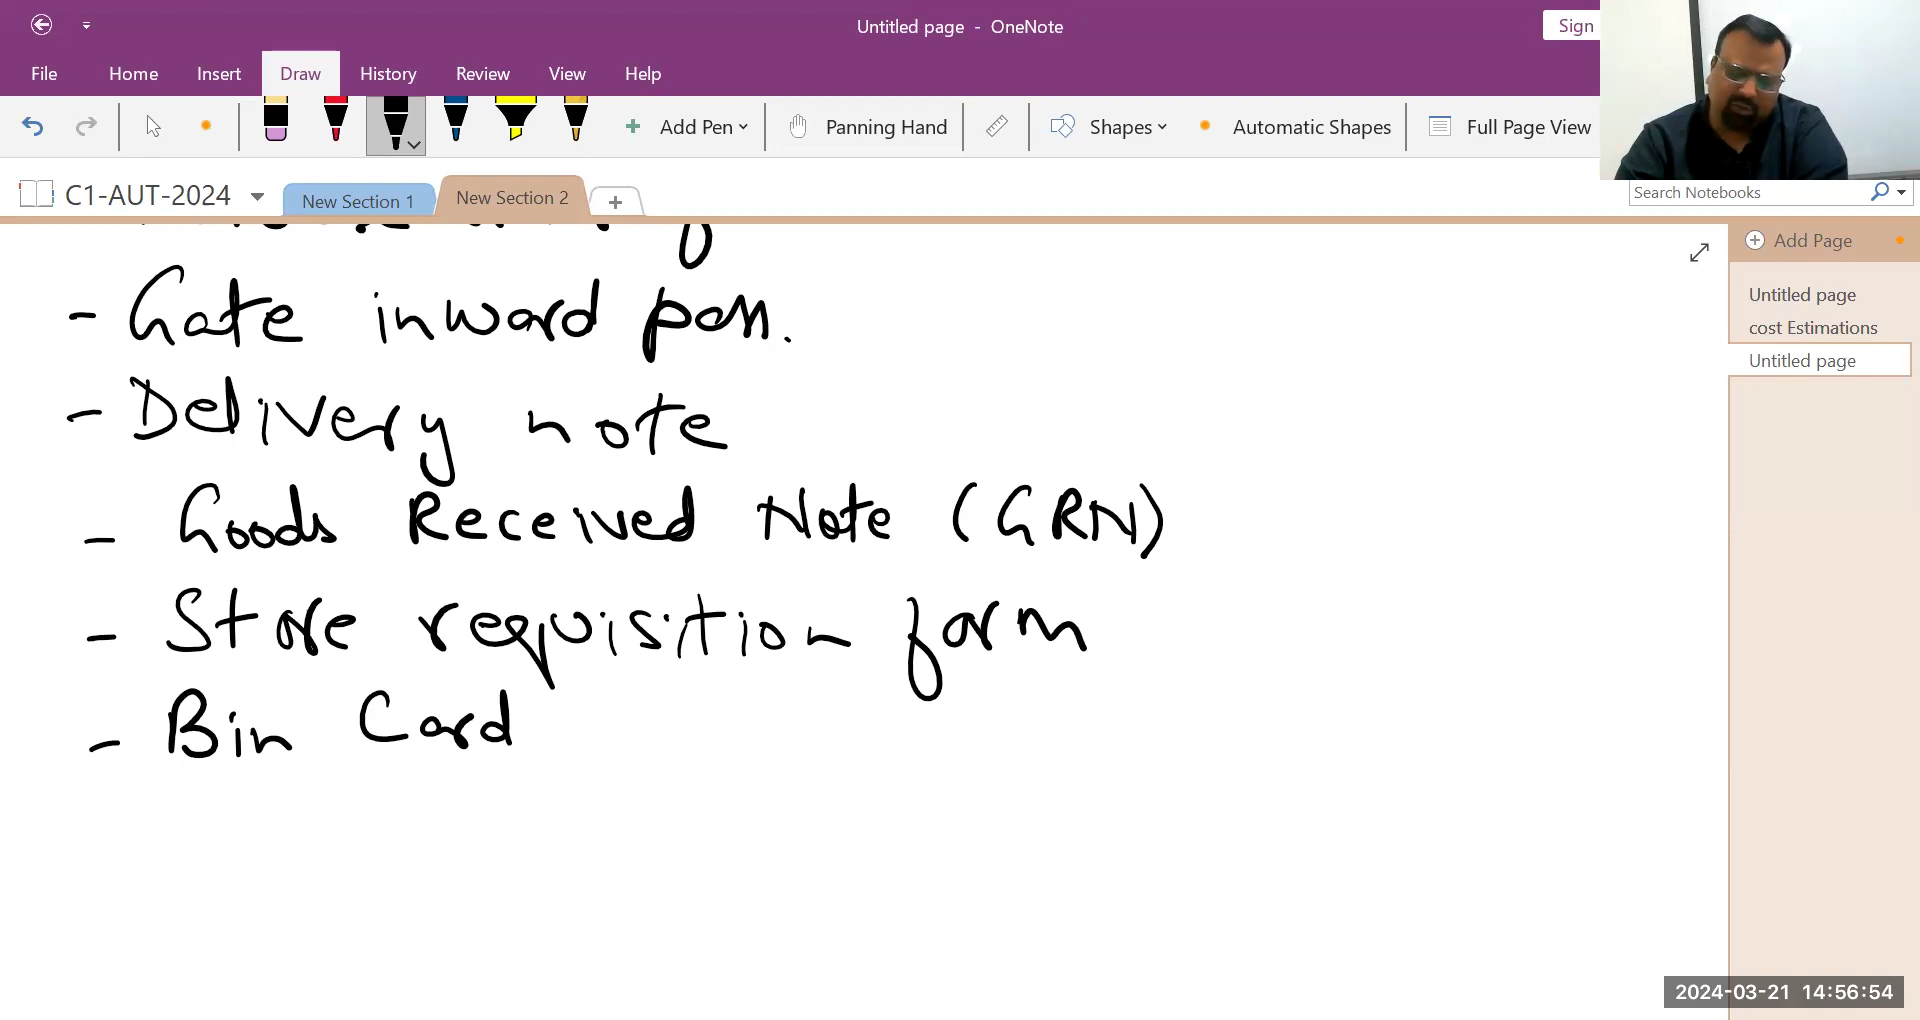 Untitled page - OneNote
Sign
File Home Insert Draw History Review View Help
Add Pen Panning Hand Shapes Automatic Shapes Full Page View
C1-AUT-2024 New Section 1 New Section 2 +
Search Notebooks
Add Page
Untitled page
cost Estimations
Untitled page
- Gate inward pass.
- Delivery note
- Goods Received Note (GRN)
- Store requisition form
- Bin Card
2024-03-21 14:56:54